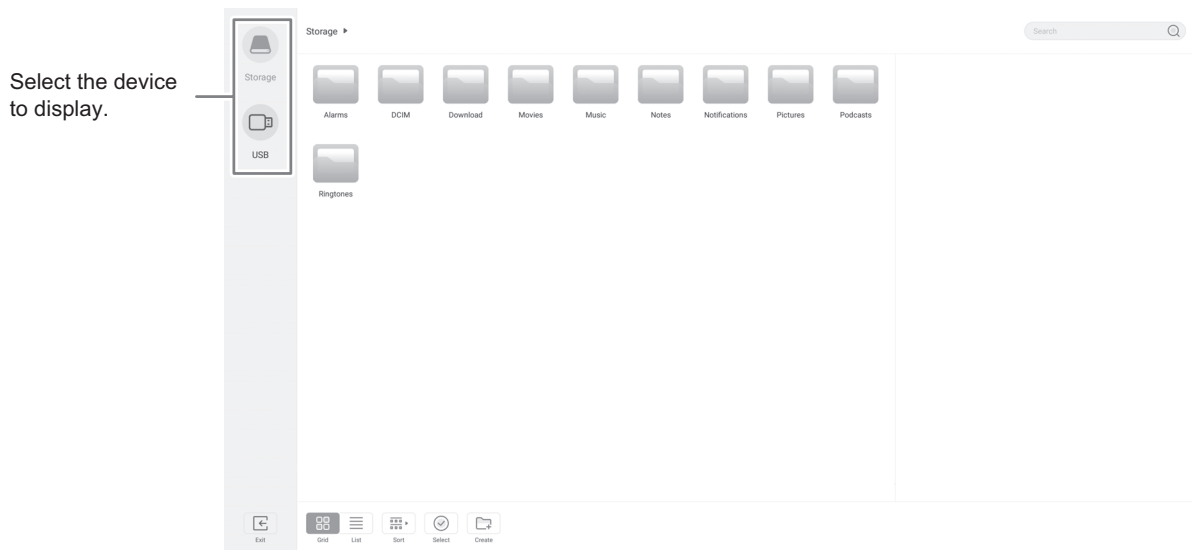 Select the device
to display.
Storage
USB
Exit
Storage
Search
Alarms DCIM Download Movies Music Notes Notifications Pictures Podcasts
Ringtones
Grid List Sort Select Create